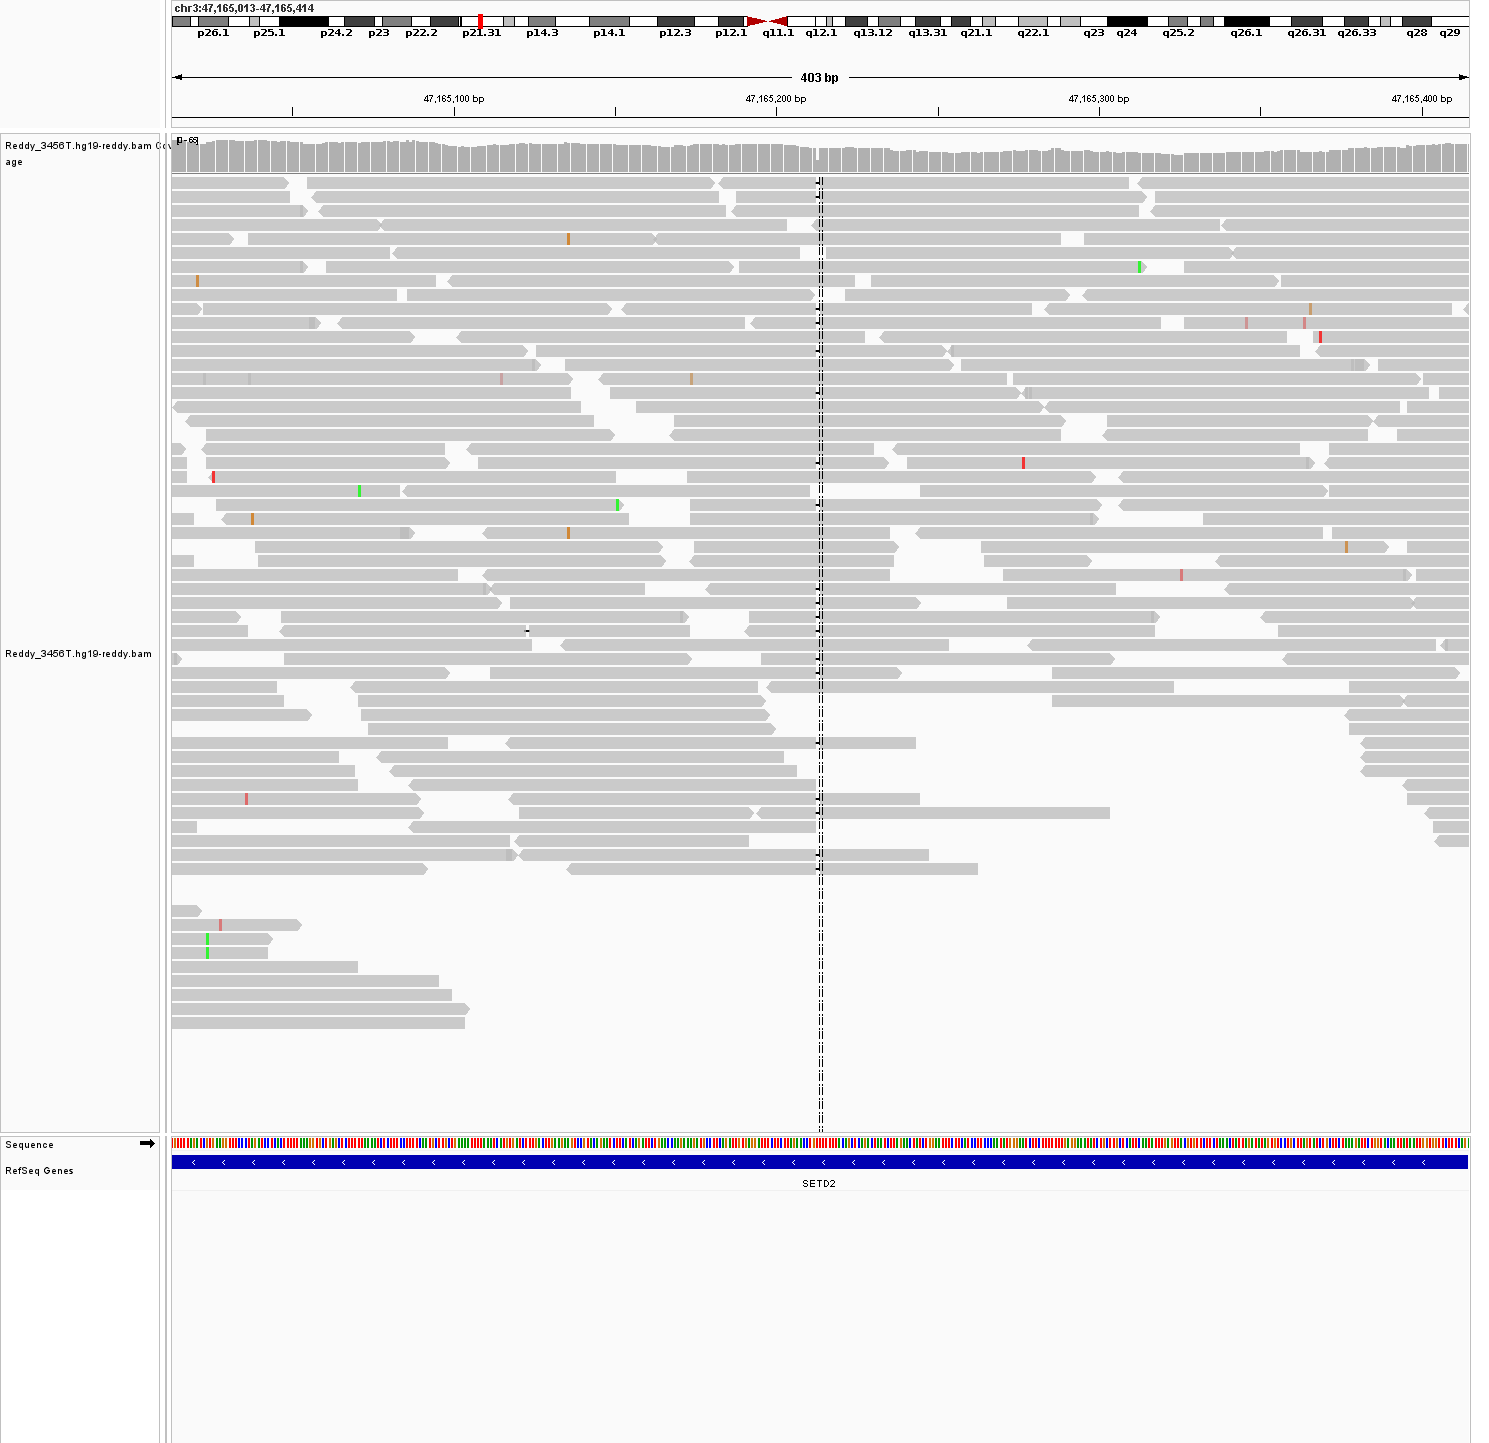 chr3:47,165,013-47,165,414
p26.1 p25.1 p24.2 p23 p22.2 p21.31 p14.3 p14.1 p12.3 p12.1 q11.1 q12.1 q13.12 q13.31 q21.1 q22.1 q23 q24 q25.2 q26.1 q26.31 q26.33 q28 q29
403 bp
47,165,100 bp 47,165,200 bp 47,165,300 bp 47,165,400 bp
Reddy_3456T.hg19-reddy.bam Cov
age
Reddy_3456T.hg19-reddy.bam
Sequence
RefSeq Genes
SETD2